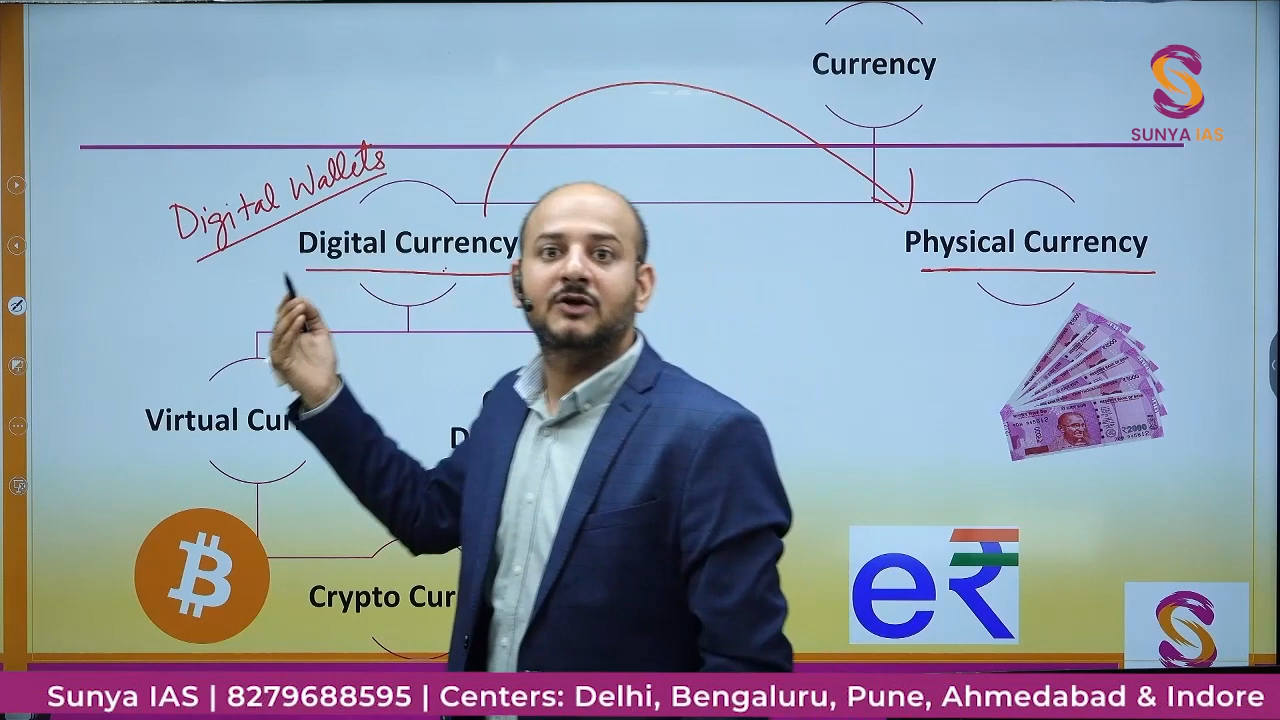 Currency
SUNYA IAS
Digital Wallets
Digital Currency
Physical Currency
₹2000
Virtual Cur
D
Crypto Cur
e₹
Sunya IAS | 8279688595 | Centers: Delhi, Bengaluru, Pune, Ahmedabad & Indore